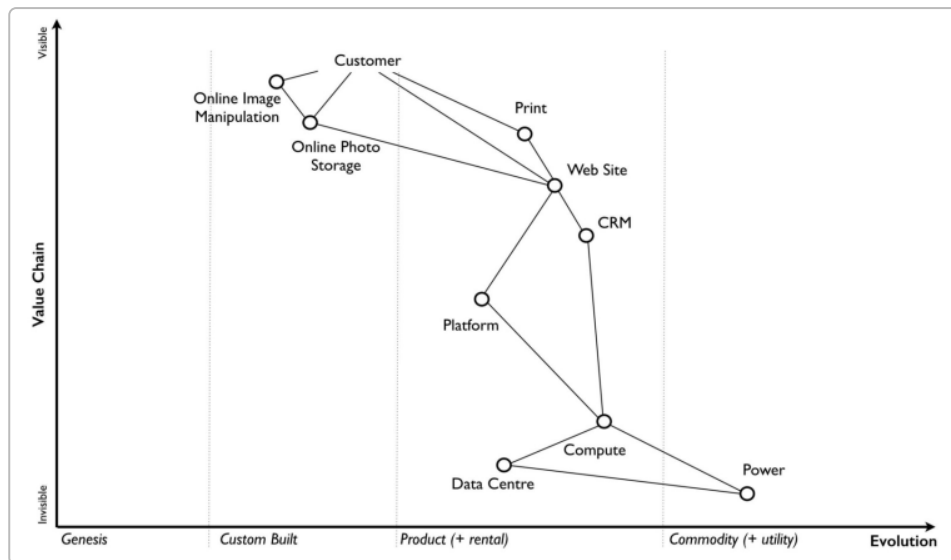 Visible
Customer
Online Image
Manipulation
Print
Online Photo
Storage
Web Site
CRM
Value Chain
Platform
Compute
Data Centre
Power
Invisible
Genesis
Custom Built
Product (+ rental)
Commodity (+ utility)
Evolution